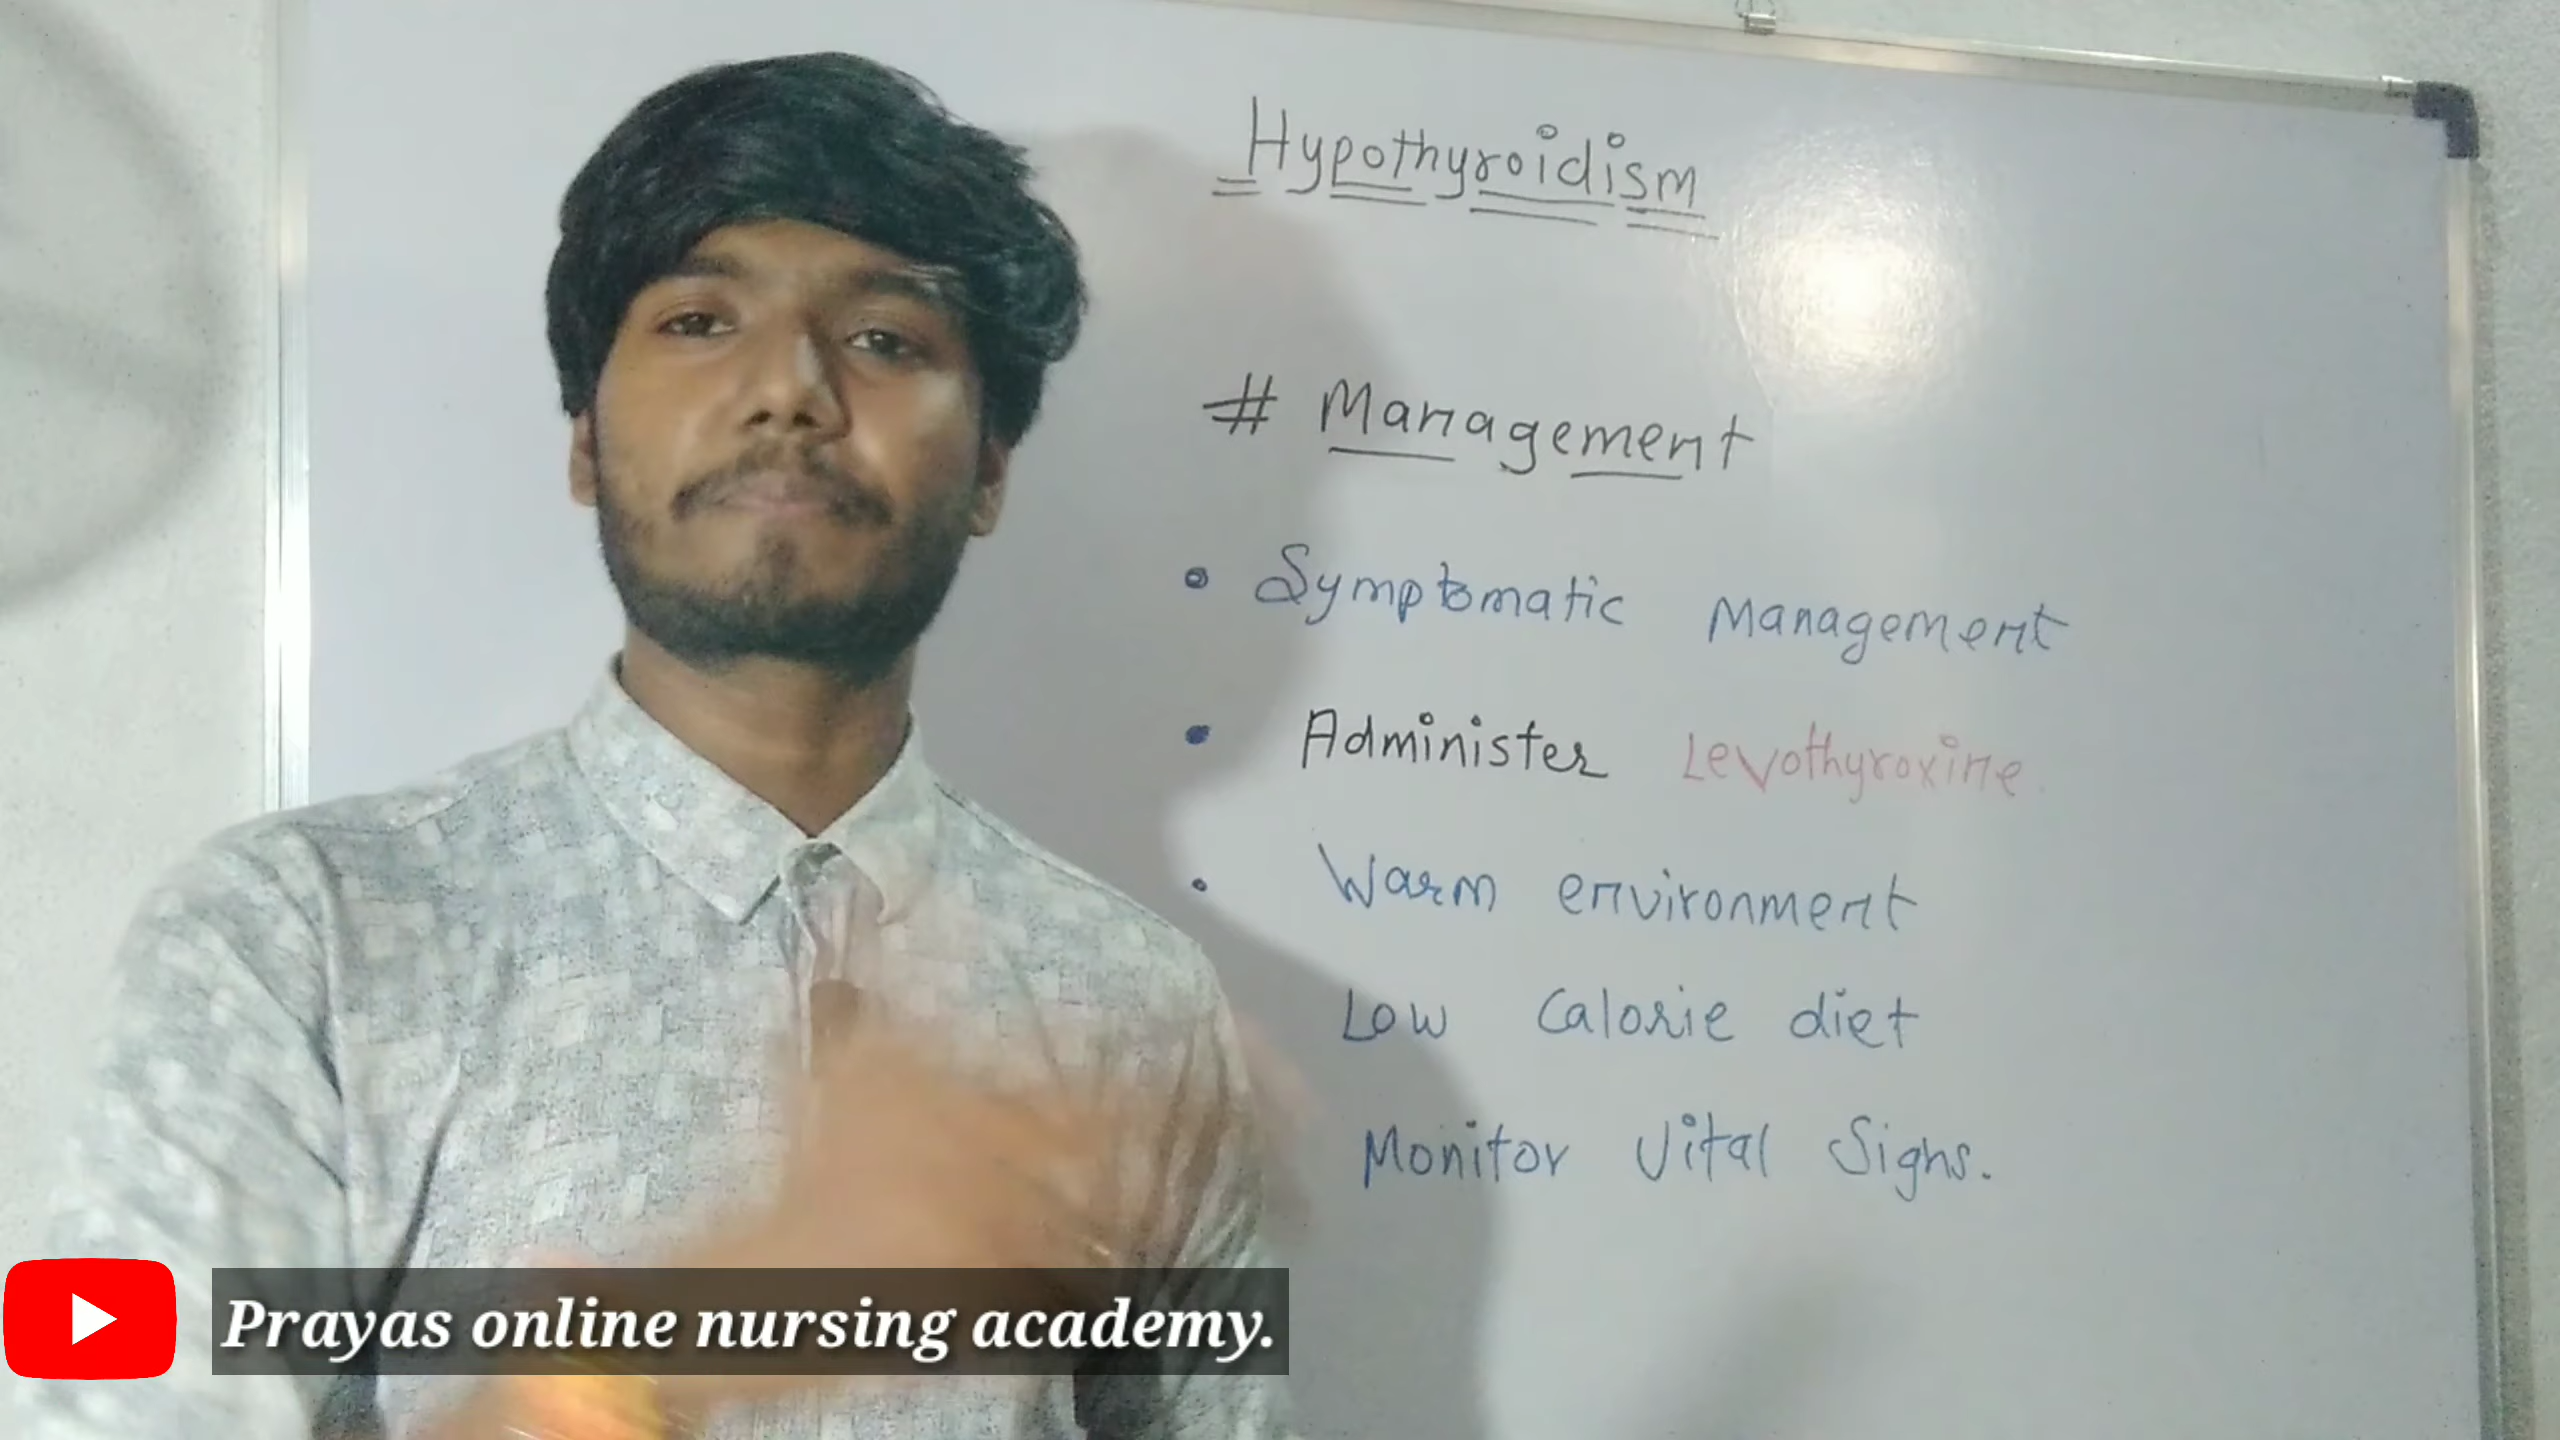 Hypothyroidism
# Management
• Symptomatic Management
• Administer Levothyroxine
• Warm environment
Low Calorie diet
Monitor Vital Signs.
Prayas online nursing academy.